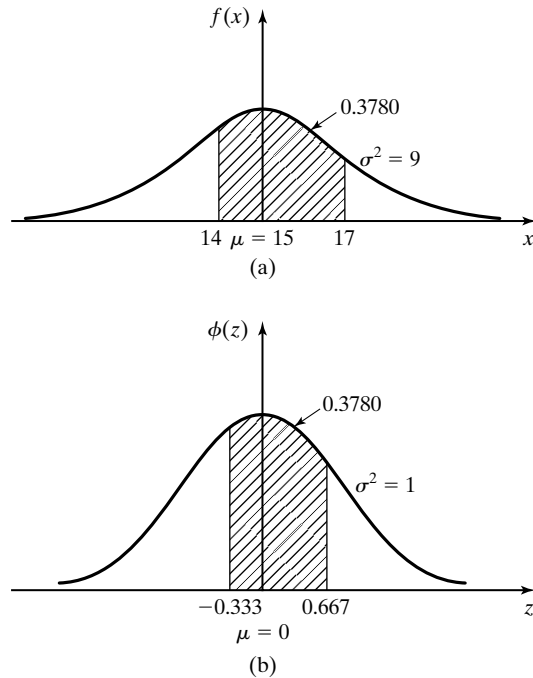 f(x)
0.3780
σ² = 9
14 μ = 15 17 x
(a)
ϕ(z)
0.3780
σ² = 1
−0.333 0.667 z
μ = 0
(b)